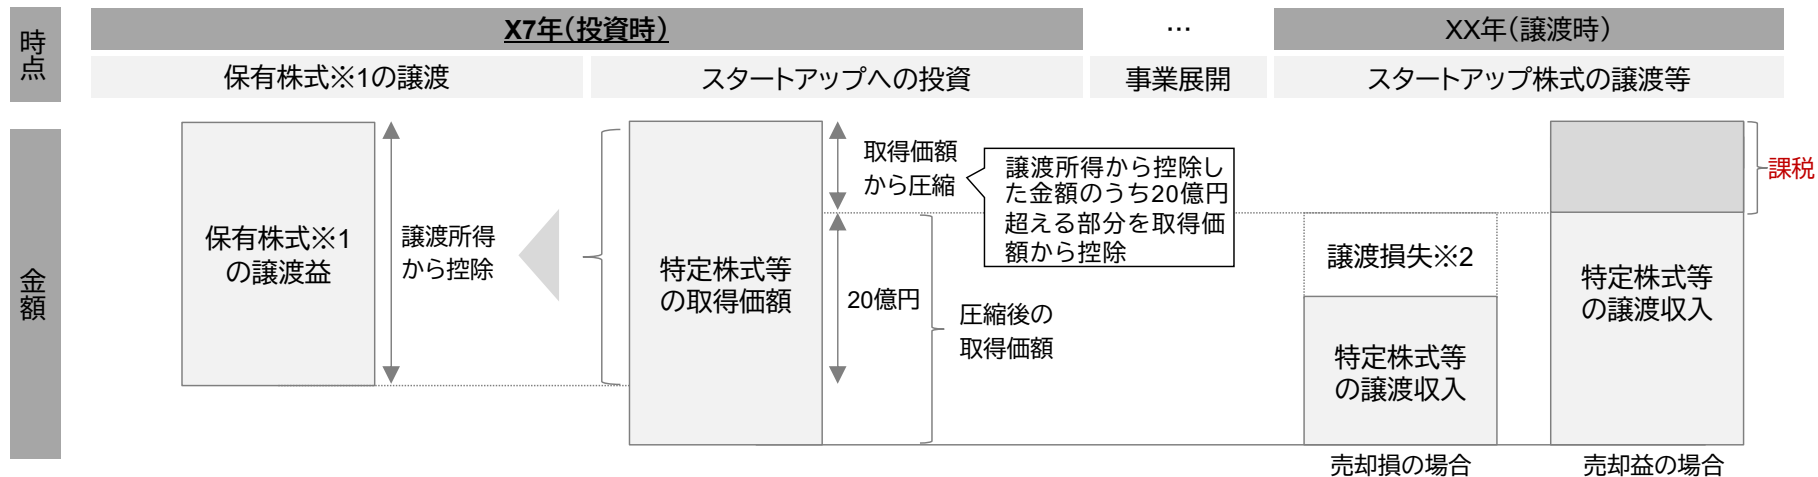 時点
X7年（投資時）
…
XX年（譲渡時）
保有株式※1の譲渡
スタートアップへの投資
事業展開
スタートアップ株式の譲渡等
金額
保有株式※1
の譲渡益
譲渡所得
から控除
特定株式等
の取得価額
取得価額
から圧縮
譲渡所得から控除し
た金額のうち20億円
超える部分を取得価
額から控除
20億円
圧縮後の
取得価額
譲渡損失※2
特定株式等
の譲渡収入
売却損の場合
特定株式等
の譲渡収入
売却益の場合
課税